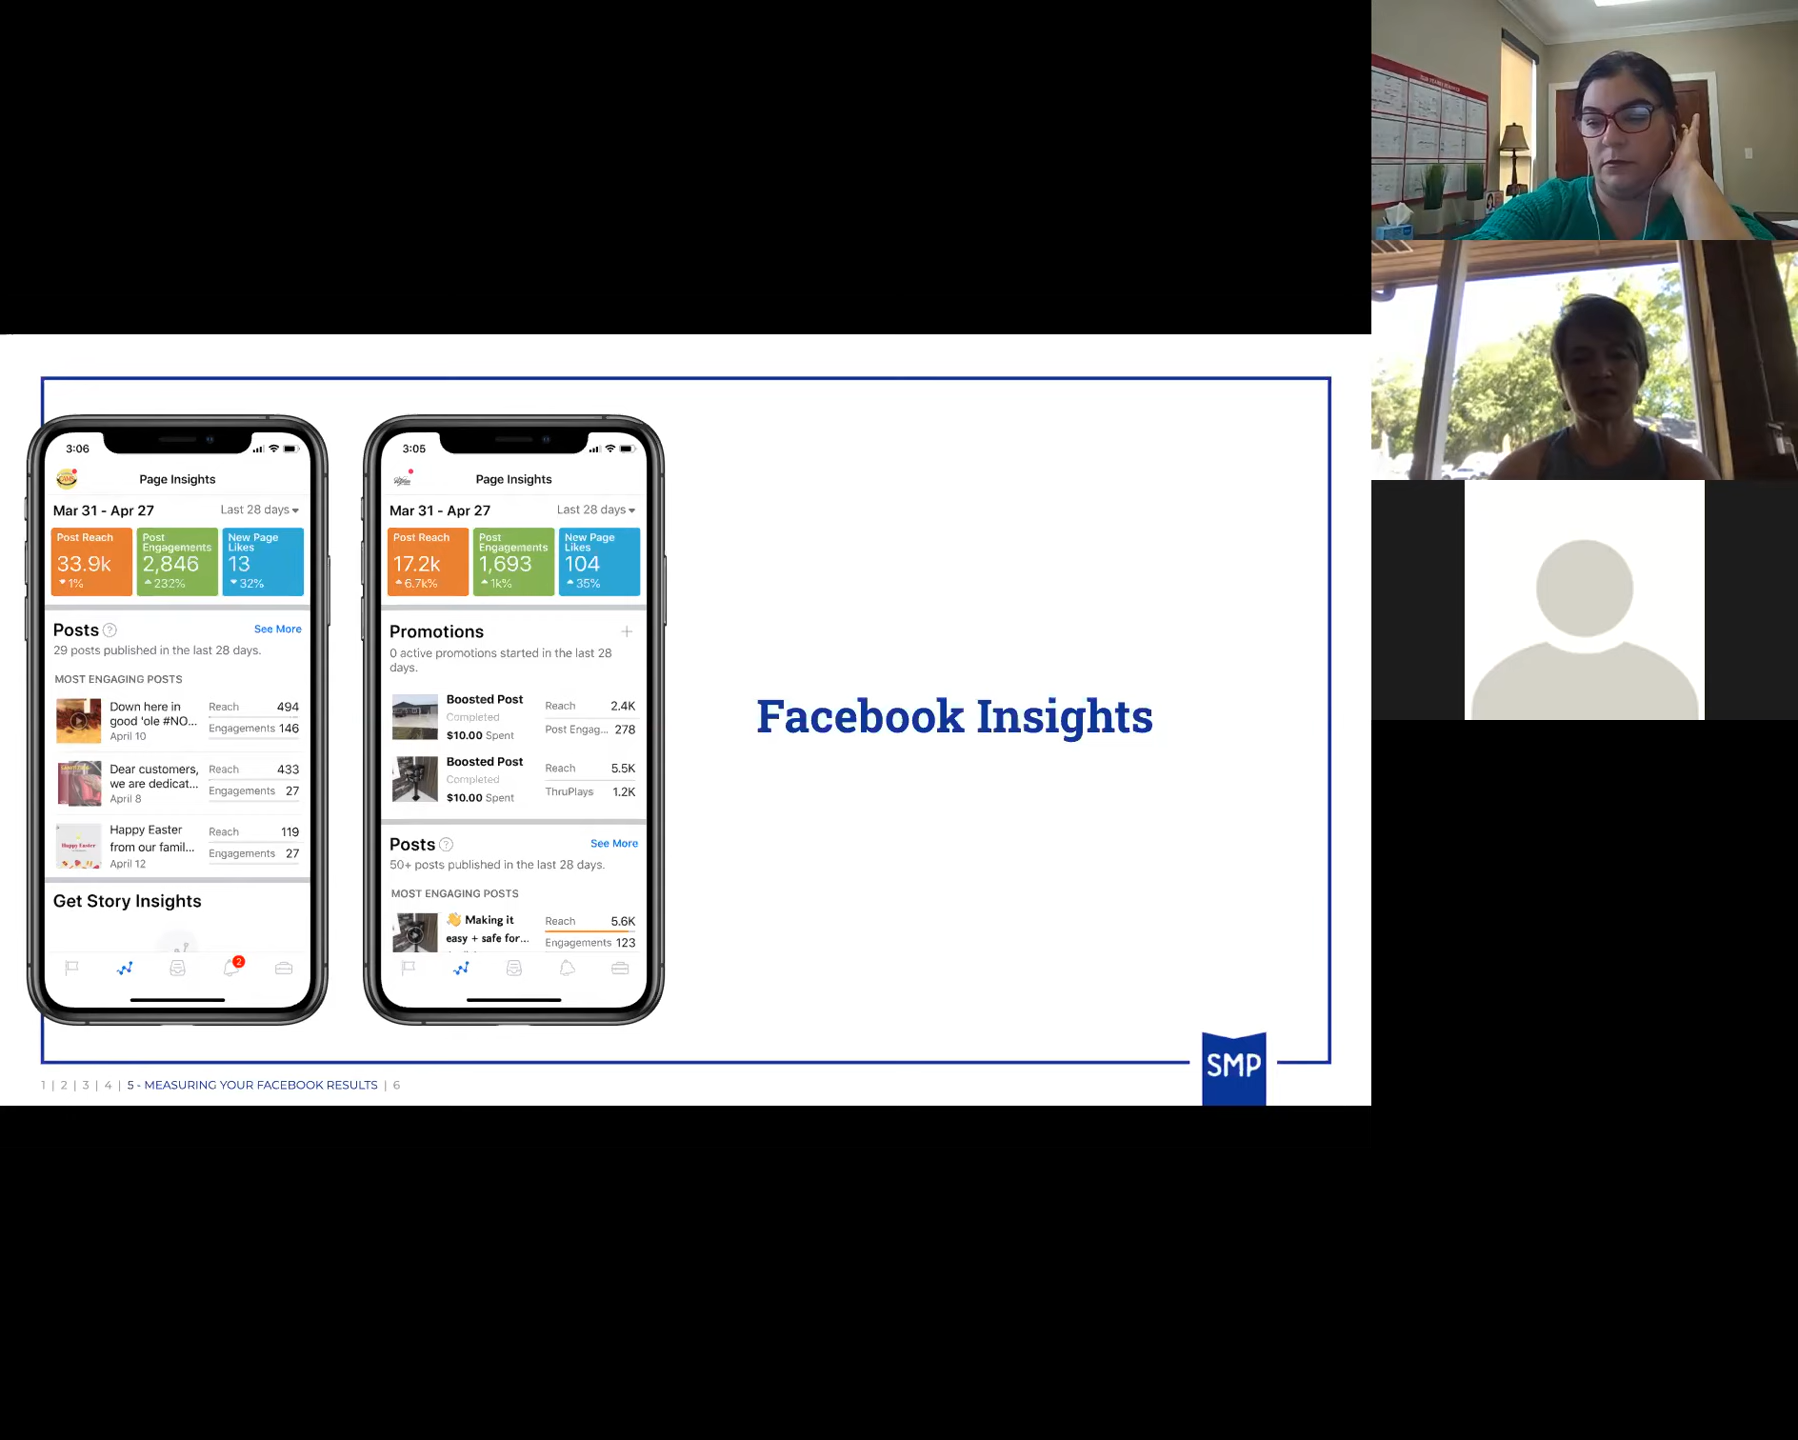 3:06
Page Insights
Mar 31 - Apr 27
Last 28 days
Post Reach
33.9k
1%
Post
Engagements
2,846
232%
New Page
Likes
13
32%
Posts
See More
29 posts published in the last 28 days.
MOST ENGAGING POSTS
Down here in
good 'ole #NO...
April 10
Reach 494
Engagements 146
Dear customers,
we are dedicat...
April 8
Reach 433
Engagements 27
Happy Easter
Happy Easter
from our famil...
April 12
Reach 119
Engagements 27
Get Story Insights
2
3:05
Page Insights
Mar 31 - Apr 27
Last 28 days
Post Reach
17.2k
6.7k%
Post
Engagements
1,693
1k%
New Page
Likes
104
35%
Promotions
0 active promotions started in the last 28
days.
Boosted Post
Completed
$10.00 Spent
Reach 2.4K
Post Engag... 278
Boosted Post
Completed
$10.00 Spent
Reach 5.5K
ThruPlays 1.2K
Posts
See More
50+ posts published in the last 28 days.
MOST ENGAGING POSTS
👋 Making it
easy + safe for...
Reach 5.6K
Engagements 123
Facebook Insights
SMP
1 | 2 | 3 | 4 | 5 - MEASURING YOUR FACEBOOK RESULTS | 6